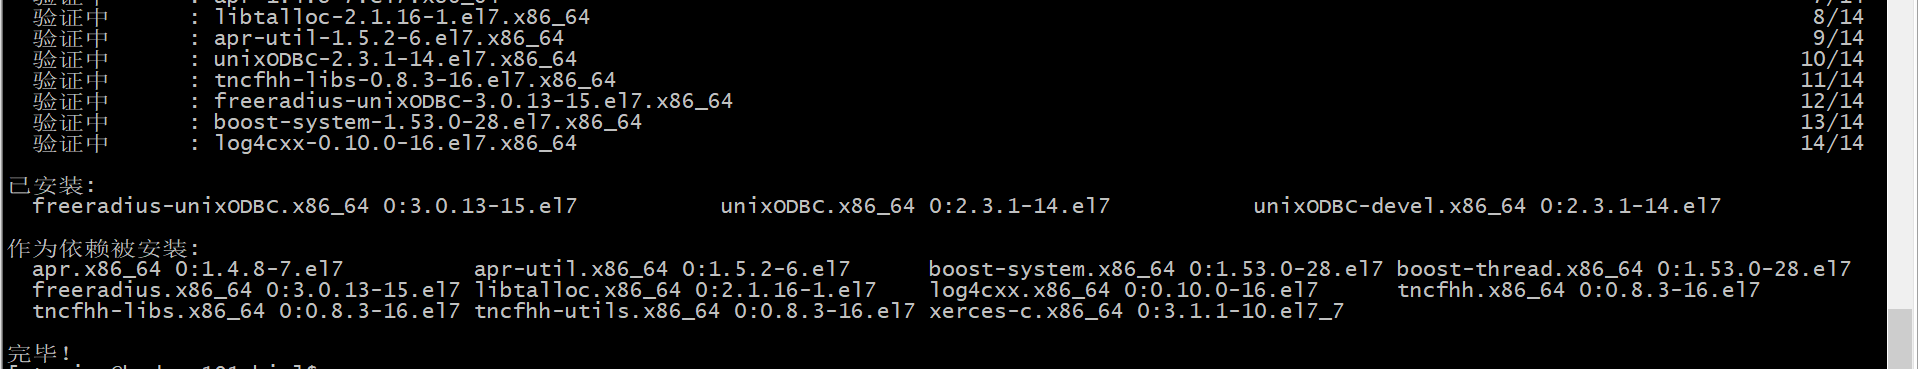 验证中 : libtalloc-2.1.16-1.el7.x86_64 8/14
验证中 : apr-util-1.5.2-6.el7.x86_64 9/14
验证中 : unixODBC-2.3.1-14.el7.x86_64 10/14
验证中 : tncfhh-libs-0.8.3-16.el7.x86_64 11/14
验证中 : freeradius-unixODBC-3.0.13-15.el7.x86_64 12/14
验证中 : boost-system-1.53.0-28.el7.x86_64 13/14
验证中 : log4cxx-0.10.0-16.el7.x86_64 14/14
已安装:
freeradius-unixODBC.x86_64 0:3.0.13-15.el7 unixODBC.x86_64 0:2.3.1-14.el7 unixODBC-devel.x86_64 0:2.3.1-14.el7
作为依赖被安装:
apr.x86_64 0:1.4.8-7.el7 apr-util.x86_64 0:1.5.2-6.el7 boost-system.x86_64 0:1.53.0-28.el7 boost-thread.x86_64 0:1.53.0-28.el7
freeradius.x86_64 0:3.0.13-15.el7 libtalloc.x86_64 0:2.1.16-1.el7 log4cxx.x86_64 0:0.10.0-16.el7 tncfhh.x86_64 0:0.8.3-16.el7
tncfhh-libs.x86_64 0:0.8.3-16.el7 tncfhh-utils.x86_64 0:0.8.3-16.el7 xerces-c.x86_64 0:3.1.1-10.el7_7
完毕！